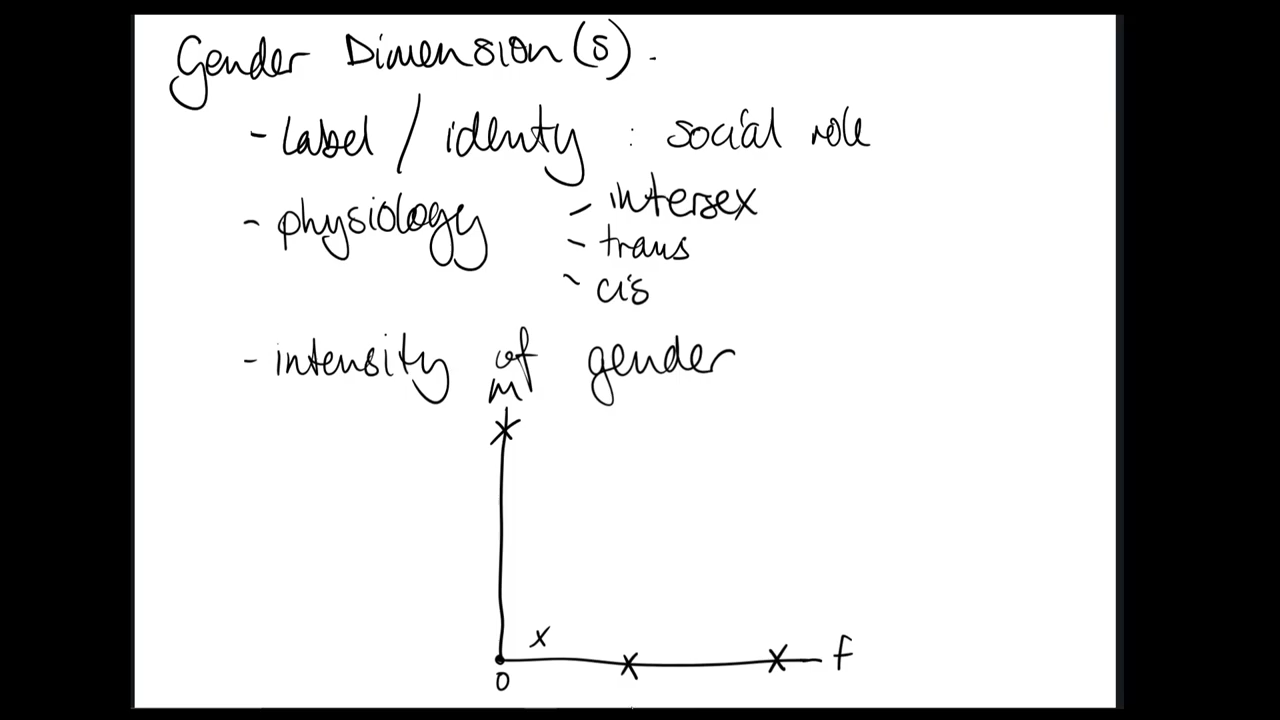 Gender Dimension(s).
- label / identy : social role
- physiology - intersex
- trans
- cis
- intensity of gender
M
x
0
f